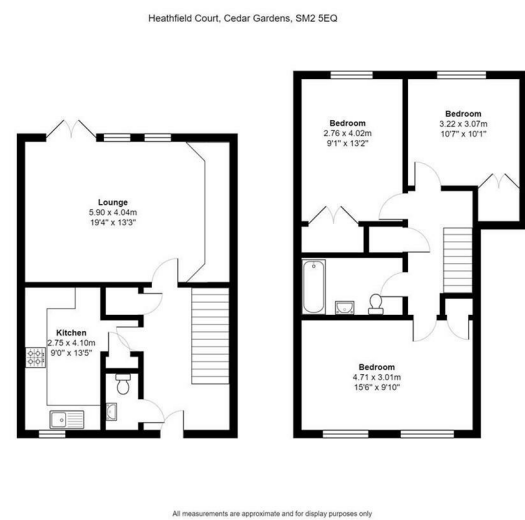 Heathfield Court, Cedar Gardens, SM2 5EQ
Lounge
5.90 x 4.04m
19'4" x 13'3"
Kitchen
2.75 x 4.10m
9'0" x 13'5"
Bedroom
2.76 x 4.02m
9'1" x 13'2"
Bedroom
3.22 x 3.07m
10'7" x 10'1"
Bedroom
4.71 x 3.01m
15'6" x 9'10"
All measurements are approximate and for display purposes only